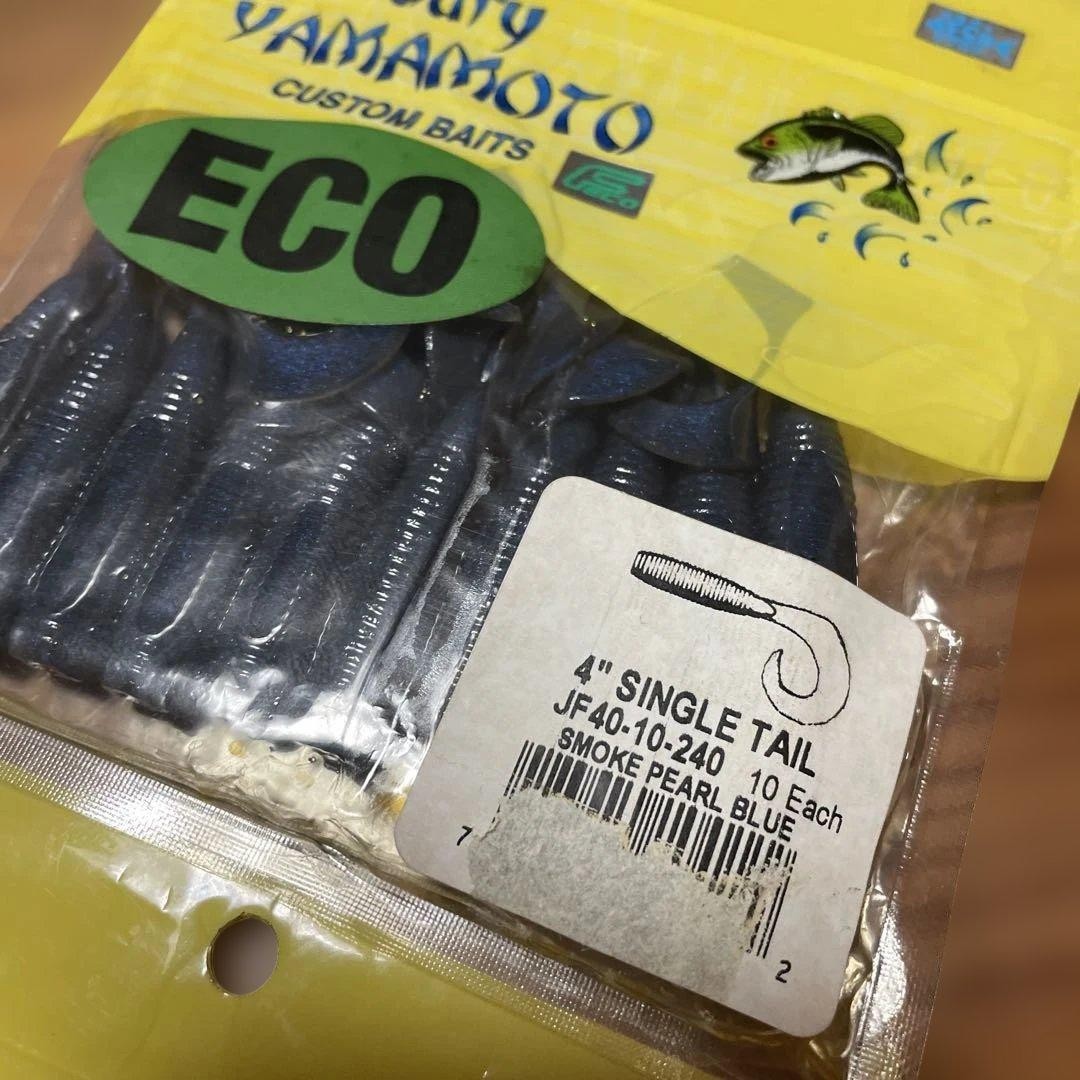 YAMAMOTO
CUSTOM BAITS
ECO
4" SINGLE TAIL
JF40-10-240 10 Each
SMOKE PEARL BLUE
7
2